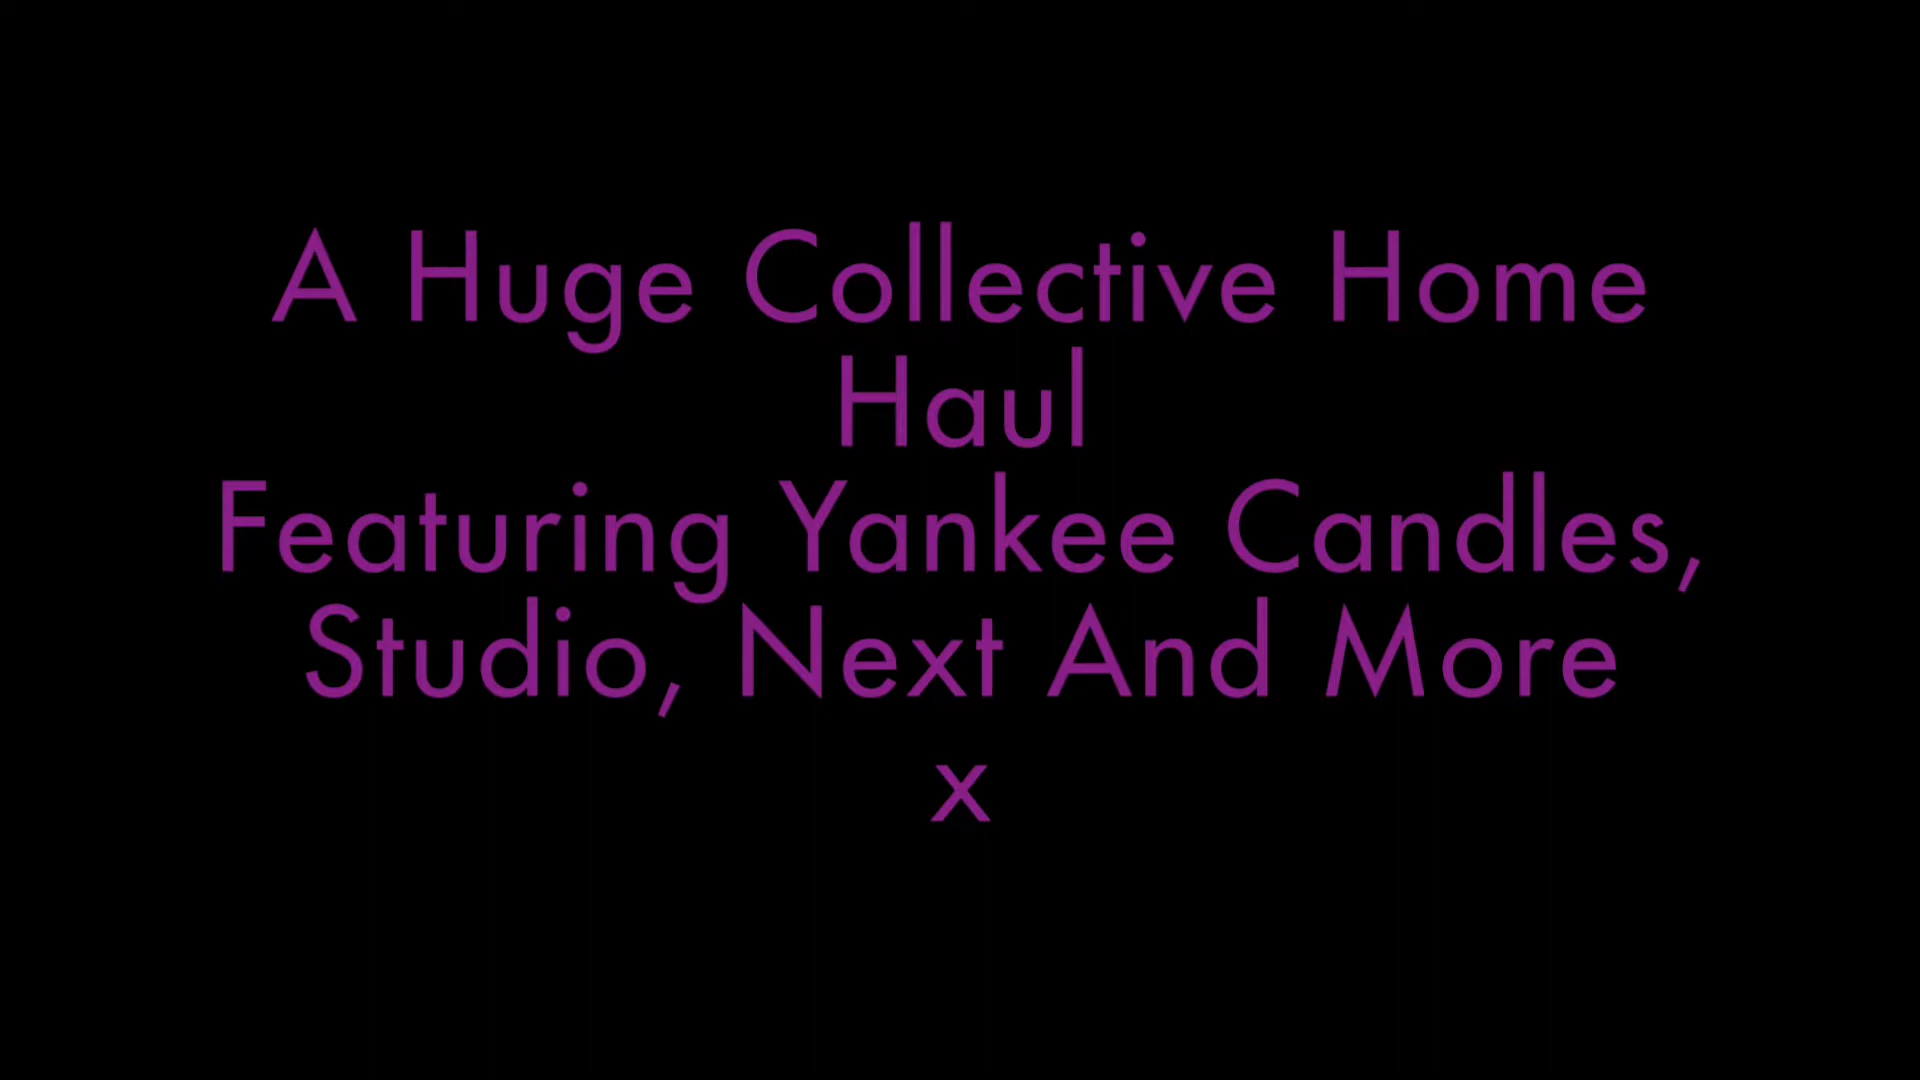 A Huge Collective Home
Haul
Featuring Yankee Candles,
Studio, Next And More
x